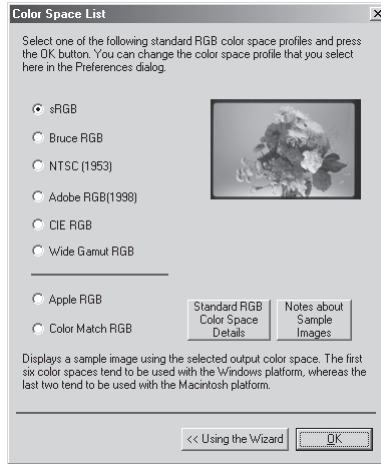 Color Space List
Select one of the following standard RGB color space profiles and press
the OK button. You can change the color space profile that you select
here in the Preferences dialog.
sRGB
Bruce RGB
NTSC (1953)
Adobe RGB(1998)
CIE RGB
Wide Gamut RGB
Apple RGB
Color Match RGB
Standard RGB
Color Space
Details
Notes about
Sample
Images
Displays a sample image using the selected output color space. The first
six color spaces tend to be used with the Windows platform, whereas the
last two tend to be used with the Macintosh platform.
<< Using the Wizard
OK